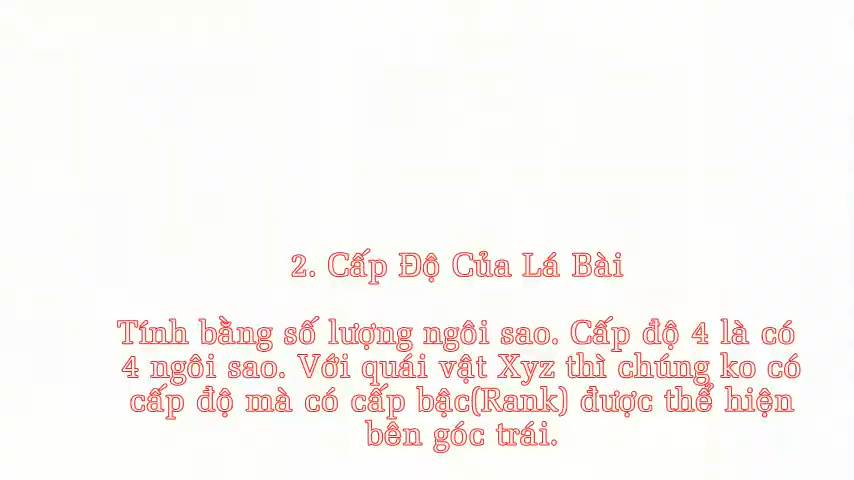 2. Cấp Độ Của Lá Bài
Tính bằng số lượng ngôi sao. Cấp độ 4 là có
4 ngôi sao. Với quái vật Xyz thì chúng ko có
cấp độ mà có cấp bậc(Rank) được thể hiện
bên góc trái.